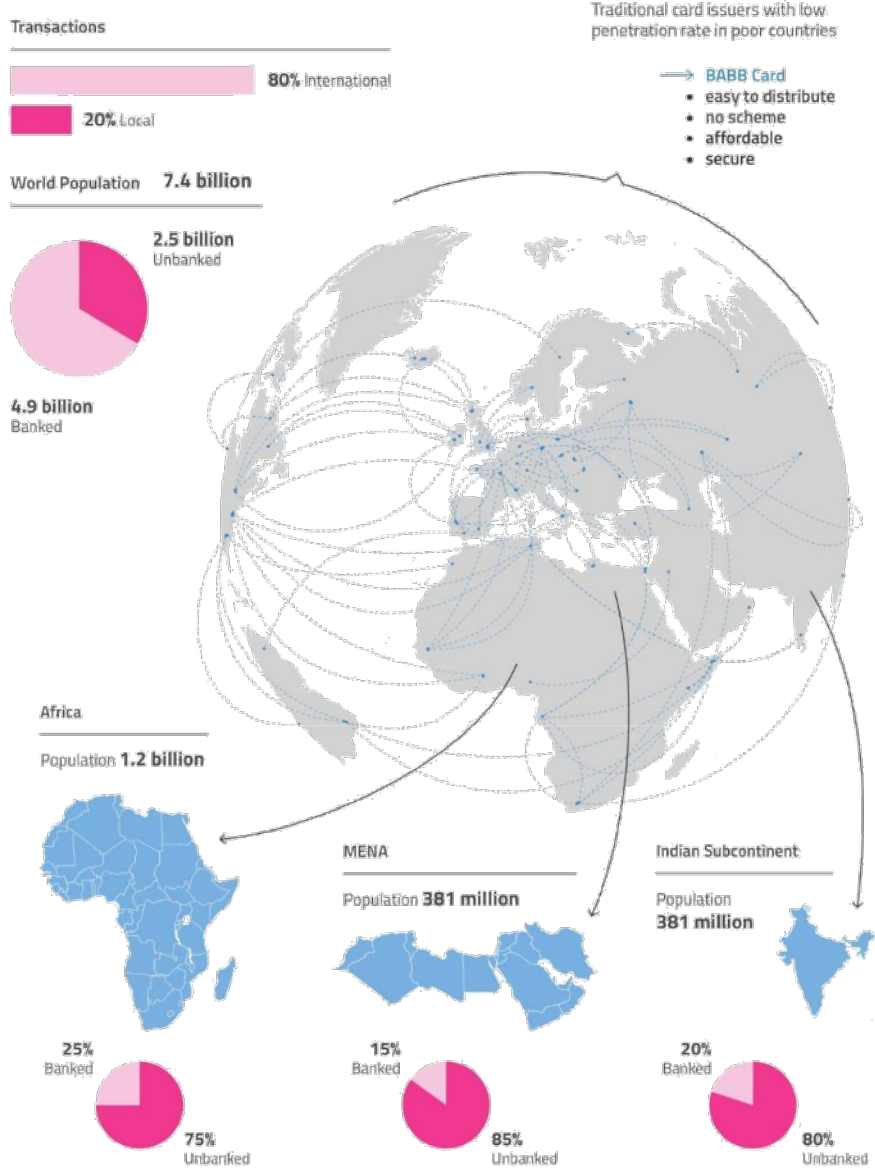 Transactions
80% International
20% Local
Traditional card issuers with low
penetration rate in poor countries
BABB Card
• easy to distribute
• no scheme
• affordable
• secure
World Population 7.4 billion
2.5 billion
Unbanked
4.9 billion
Banked
Africa
Population 1.2 billion
25%
Banked
75%
Unbanked
MENA
Population 381 million
15%
Banked
85%
Unbanked
Indian Subcontinent
Population
381 million
20%
Banked
80%
Unbanked